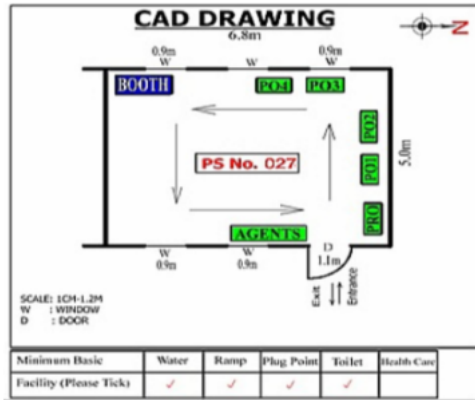 CAD DRAWING
6.8m
N
0.9m
W
W
0.9m
W
BOOTH
PO4
PO3
PO2
PO1
PRO
5.0m
PS No. 027
AGENTS
W
0.9m
W
0.9m
D
1.1m
Exit
Entrance
SCALE: 1CM-1.2M
W : WINDOW
D : DOOR
Minimum Basic Water Ramp Plug Point Toilet Health Care
Facility (Please Tick) ✓ ✓ ✓ ✓